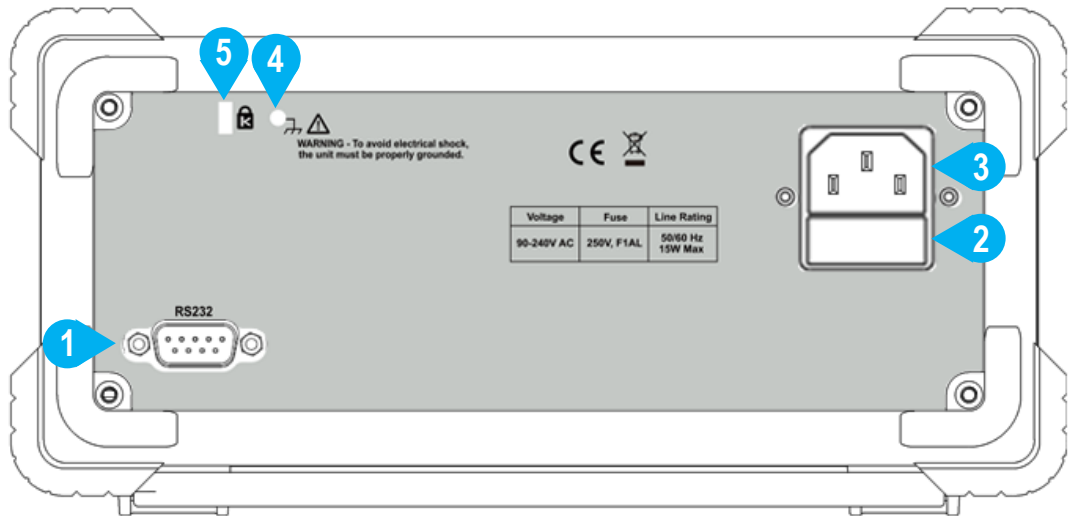 5
4
WARNING - To avoid electrical shock,
the unit must be properly grounded.
CE
3
2
Voltage Fuse Line Rating
90-240V AC 250V, F1AL 50/60 Hz
15W Max
RS232
1
K